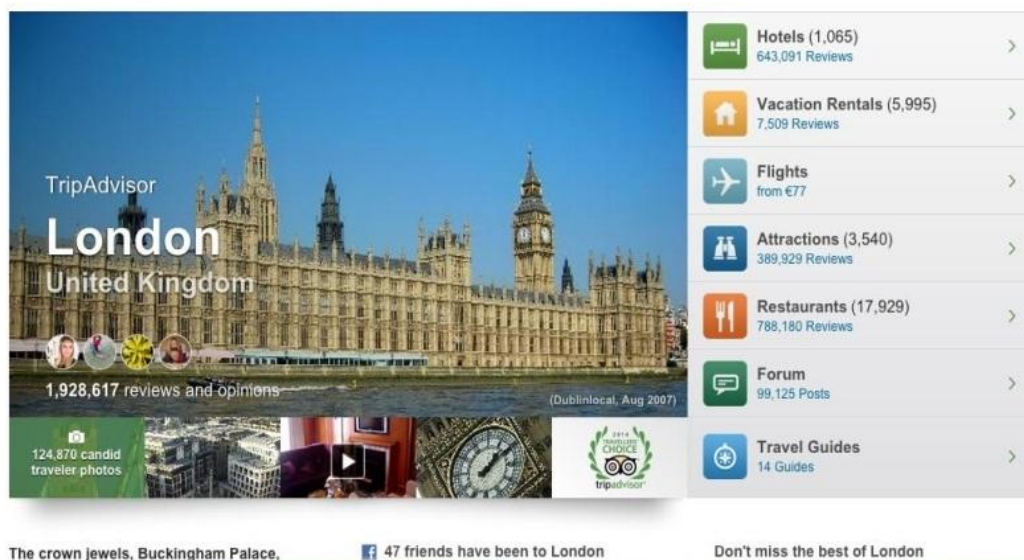 TripAdvisor
London
United Kingdom
1,928,617 reviews and opinions
(Dublinlocal, Aug 2007)
124,870 candid
traveler photos
2014
TRAVELLERS'
CHOICE
tripadvisor
Hotels (1,065)
643,091 Reviews
Vacation Rentals (5,995)
7,509 Reviews
Flights
from €77
Attractions (3,540)
389,929 Reviews
Restaurants (17,929)
788,180 Reviews
Forum
99,125 Posts
Travel Guides
14 Guides
The crown jewels, Buckingham Palace,
47 friends have been to London
Don't miss the best of London